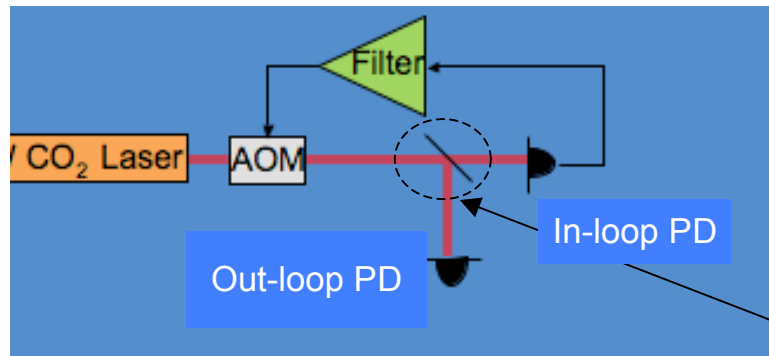 Filter
CO₂ Laser
AOM
In-loop PD
Out-loop PD